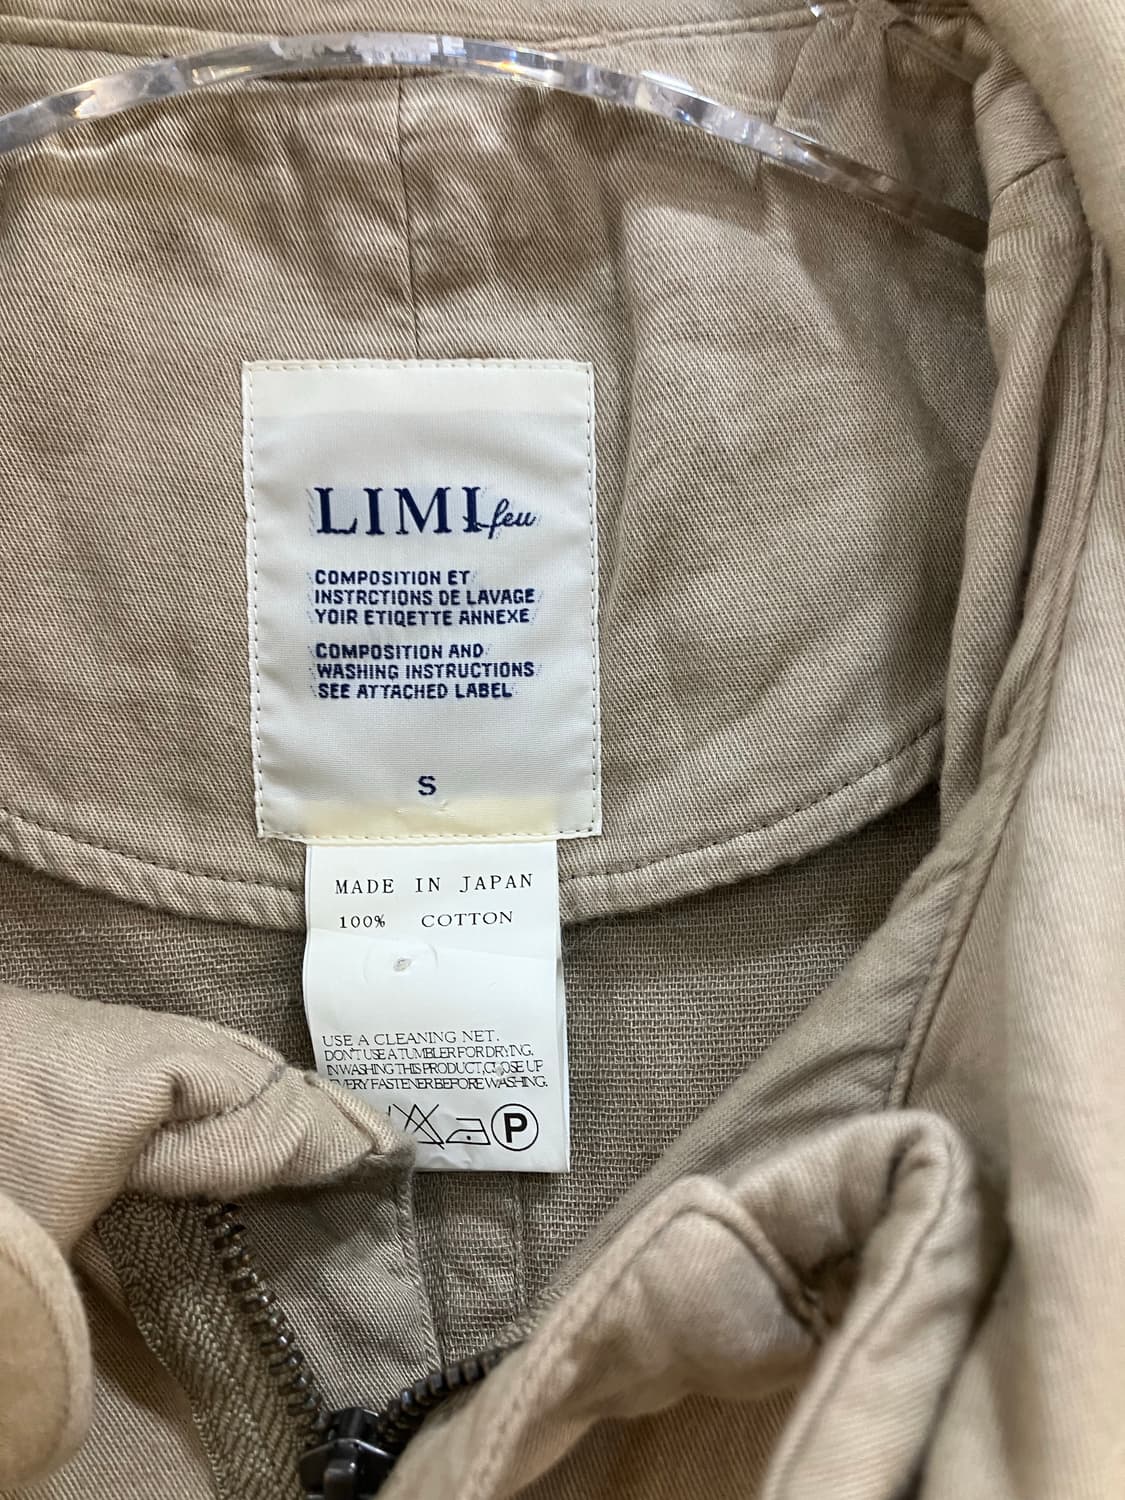 LIMI feu
COMPOSITION ET
INSTRCTIONS DE LAVAGE
YOIR ETIQETTE ANNEXE
COMPOSITION AND
WASHING INSTRUCTIONS
SEE ATTACHED LABEL
S
MADE IN JAPAN
100% COTTON
USE A CLEANING NET.
DON'T USE A TUMBLER FOR DRYING.
IN WASHING THIS PRODUCT,CLOSE UP
EVERY FASTENER BEFORE WASHING.
P